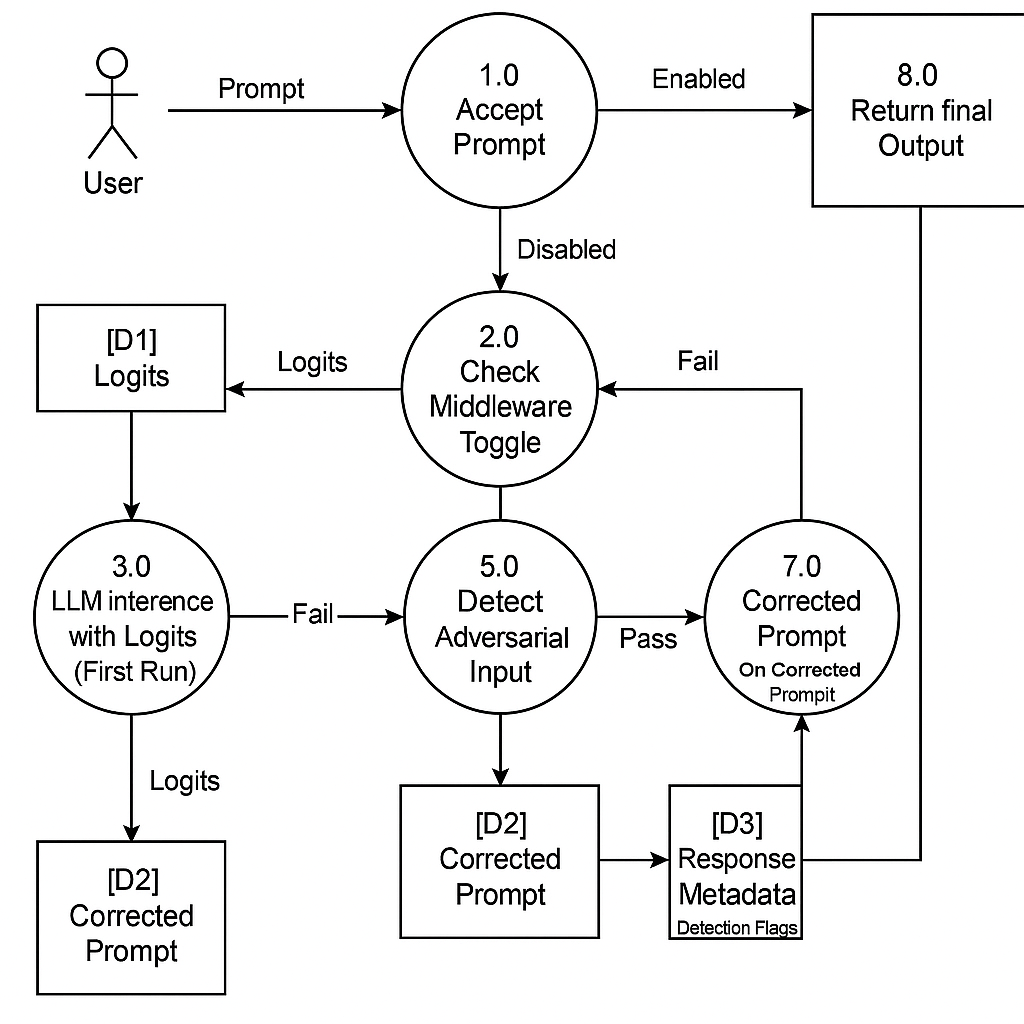 Prompt
User
1.0
Accept
Prompt
Enabled
8.0
Return final
Output
Disabled
[D1]
Logits
Logits
2.0
Check
Middleware
Toggle
Fail
3.0
LLM interence
with Logits
(First Run)
Fail
5.0
Detect
Adversarial
Input
Pass
7.0
Corrected
Prompt
On Corrected
Prompit
Logits
[D2]
Corrected
Prompt
[D2]
Corrected
Prompt
[D3]
Response
Metadata
Detection Flags